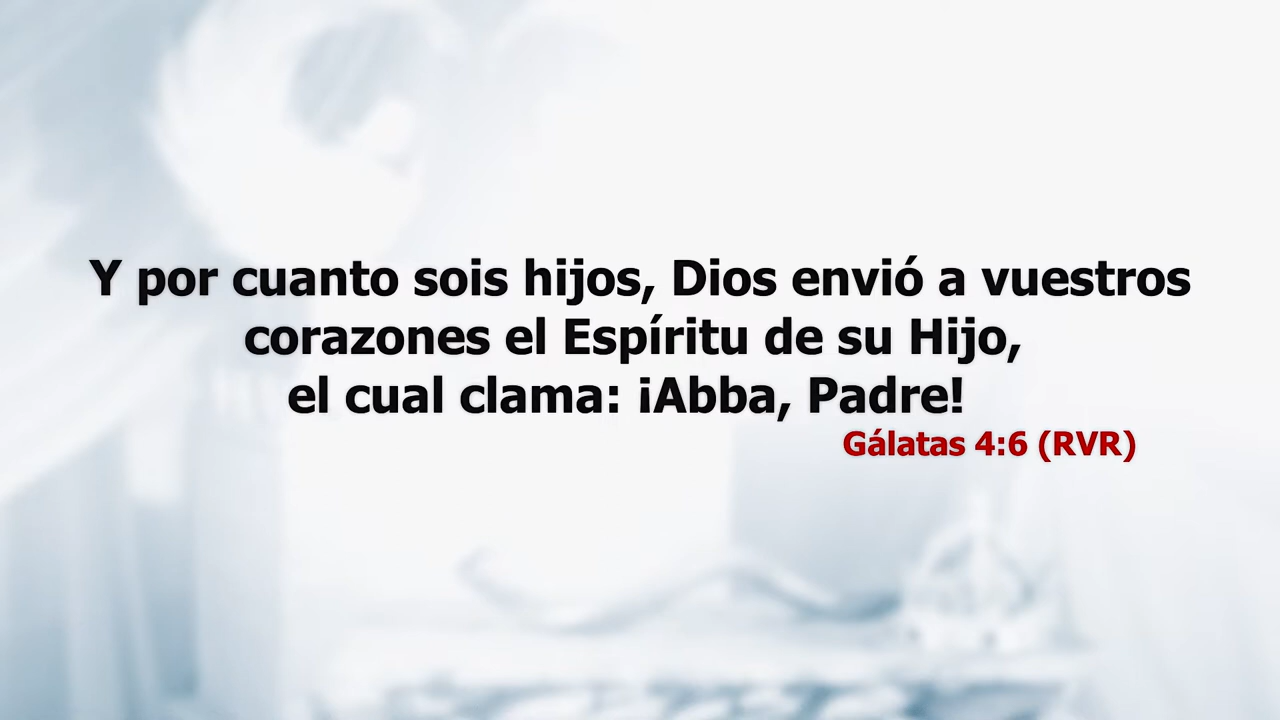 Y por cuanto sois hijos, Dios envió a vuestros
corazones el Espíritu de su Hijo,
el cual clama: ¡Abba, Padre!
Gálatas 4:6 (RVR)